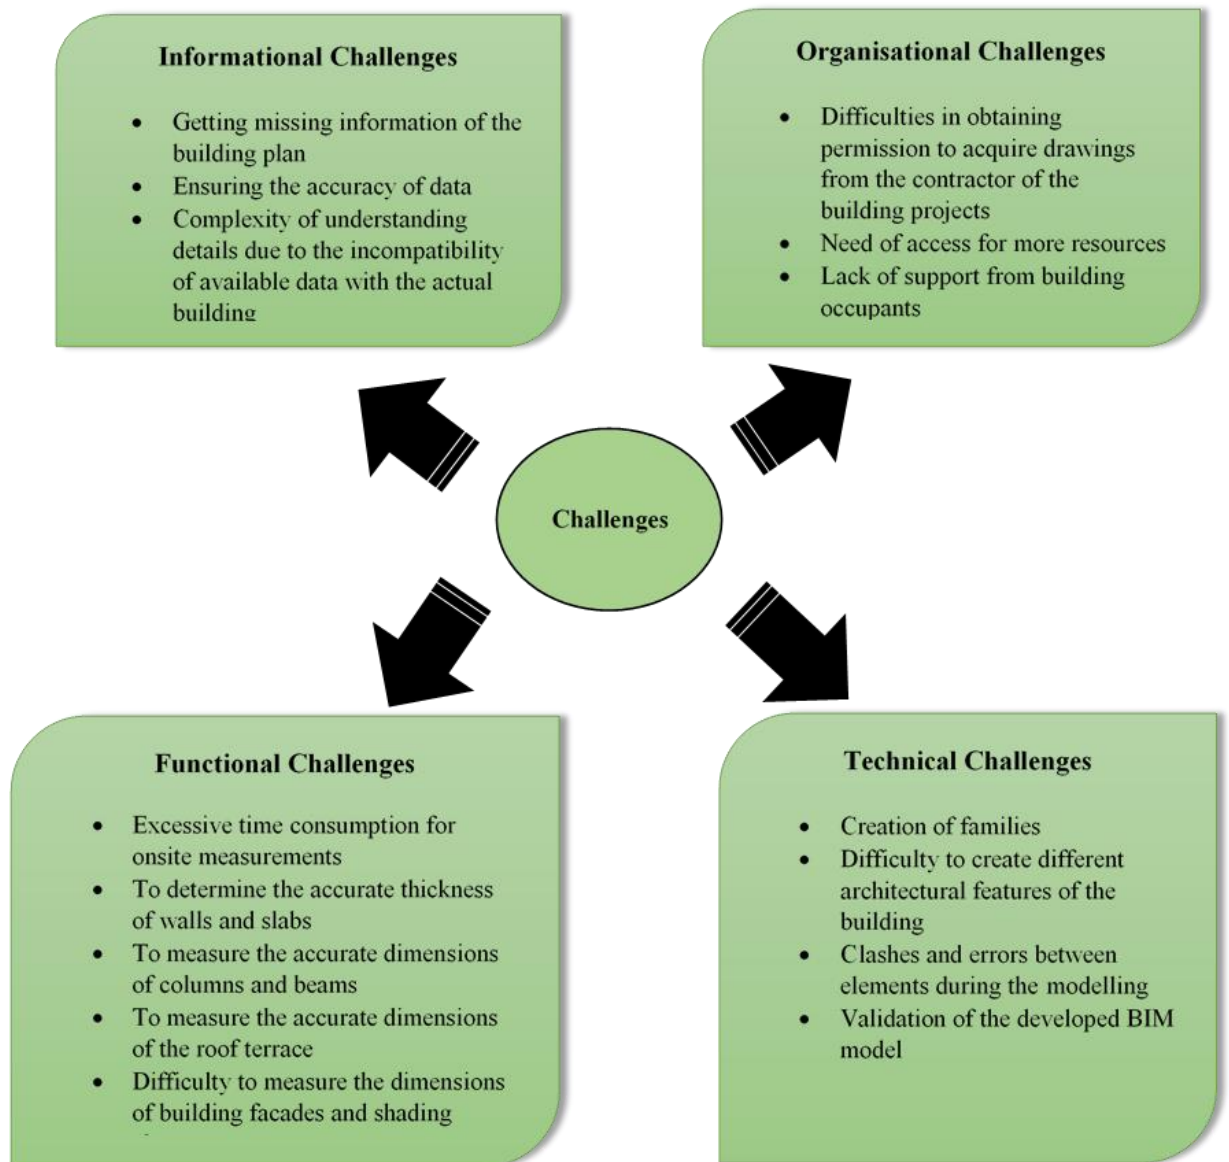 Informational Challenges
• Getting missing information of the
building plan
• Ensuring the accuracy of data
• Complexity of understanding
details due to the incompatibility
of available data with the actual
building
Organisational Challenges
• Difficulties in obtaining
permission to acquire drawings
from the contractor of the
building projects
• Need of access for more resources
• Lack of support from building
occupants
Challenges
Functional Challenges
• Excessive time consumption for
onsite measurements
• To determine the accurate thickness
of walls and slabs
• To measure the accurate dimensions
of columns and beams
• To measure the accurate dimensions
of the roof terrace
• Difficulty to measure the dimensions
of building facades and shading
Technical Challenges
• Creation of families
• Difficulty to create different
architectural features of the
building
• Clashes and errors between
elements during the modelling
• Validation of the developed BIM
model